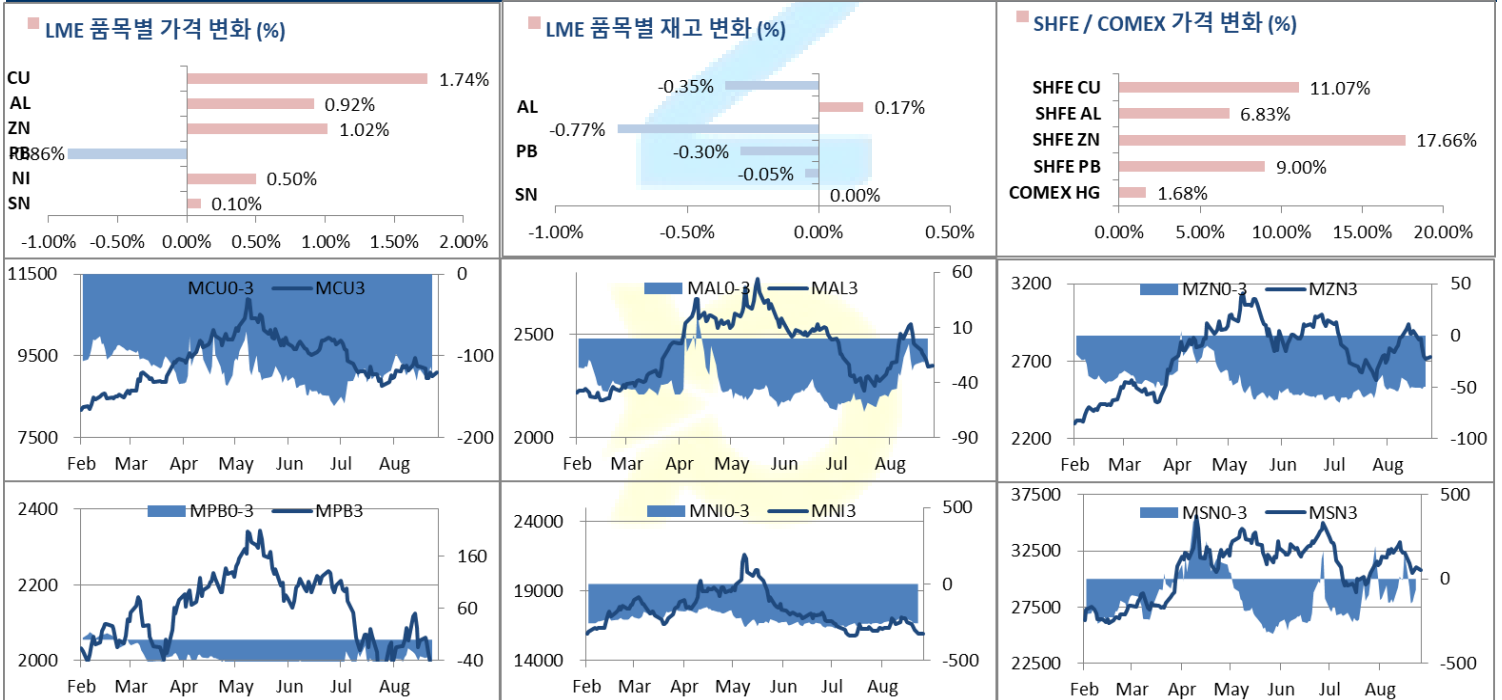 LME 품목별 가격 변화 (%)
CU
1.74%
AL
0.92%
ZN
1.02%
PB
-0.86%
NI
0.50%
SN
0.10%
-1.00% -0.50% 0.00% 0.50% 1.00% 1.50% 2.00%
LME 품목별 재고 변화 (%)
-0.35%
AL
0.17%
-0.77%
PB
-0.30%
-0.05%
SN
0.00%
-1.00% -0.50% 0.00% 0.50%
SHFE / COMEX 가격 변화 (%)
SHFE CU
11.07%
SHFE AL
6.83%
SHFE ZN
17.66%
SHFE PB
9.00%
COMEX HG
1.68%
0.00% 5.00% 10.00% 15.00% 20.00%
MCU0-3 MCU3
11500
9500
7500
0
-100
-200
Feb Mar Apr May Jun Jul Aug
MAL0-3 MAL3
2500
2000
60
10
-40
-90
Feb Mar Apr May Jun Jul Aug
MZN0-3 MZN3
3200
2700
2200
50
0
-50
-100
Feb Mar Apr May Jun Jul Aug
MPB0-3 MPB3
2400
2200
2000
160
60
-40
Feb Mar Apr May Jun Jul Aug
MNI0-3 MNI3
24000
19000
14000
500
0
-500
Feb Mar Apr May Jun Jul Aug
MSN0-3 MSN3
37500
32500
27500
22500
500
0
-500
Feb Mar Apr May Jun Jul Aug